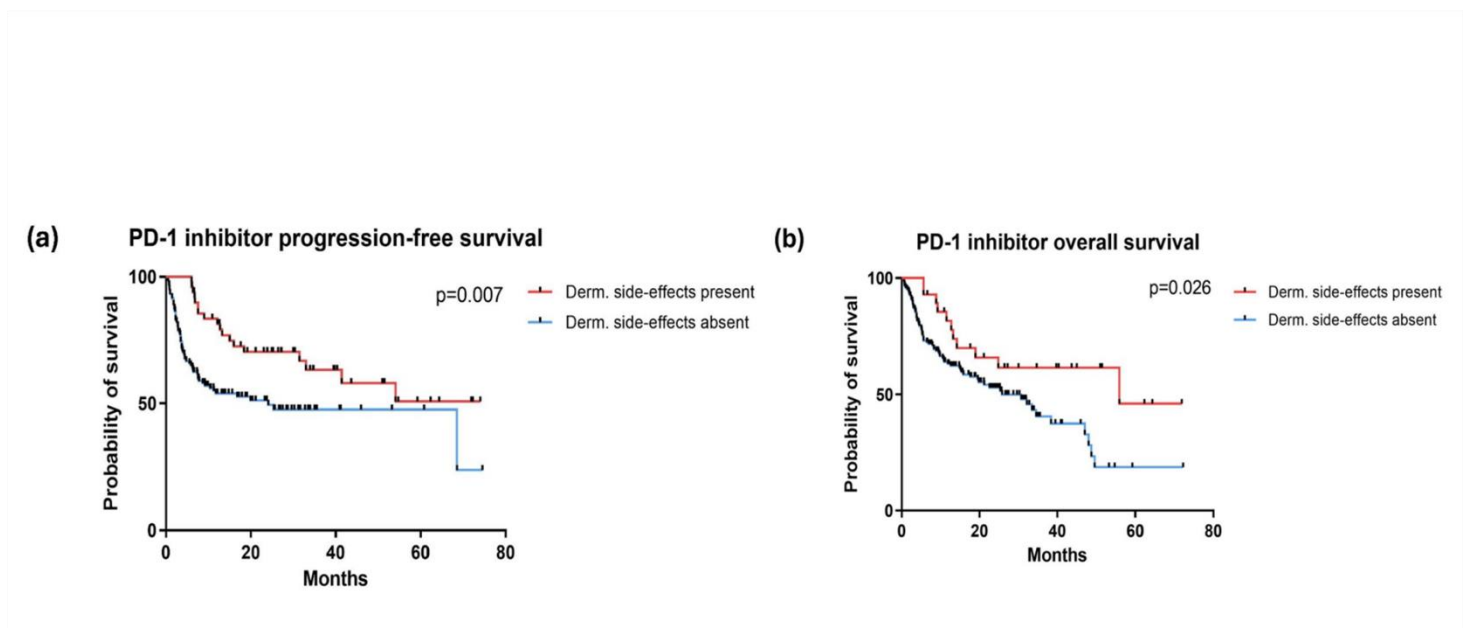 (a)
PD-1 inhibitor progression-free survival
Probability of survival
100
50
0
p=0.007
Derm. side-effects present
Derm. side-effects absent
0 20 40 60 80
Months
(b)
PD-1 inhibitor overall survival
Probability of survival
100
50
0
p=0.026
Derm. side-effects present
Derm. side-effects absent
0 20 40 60 80
Months